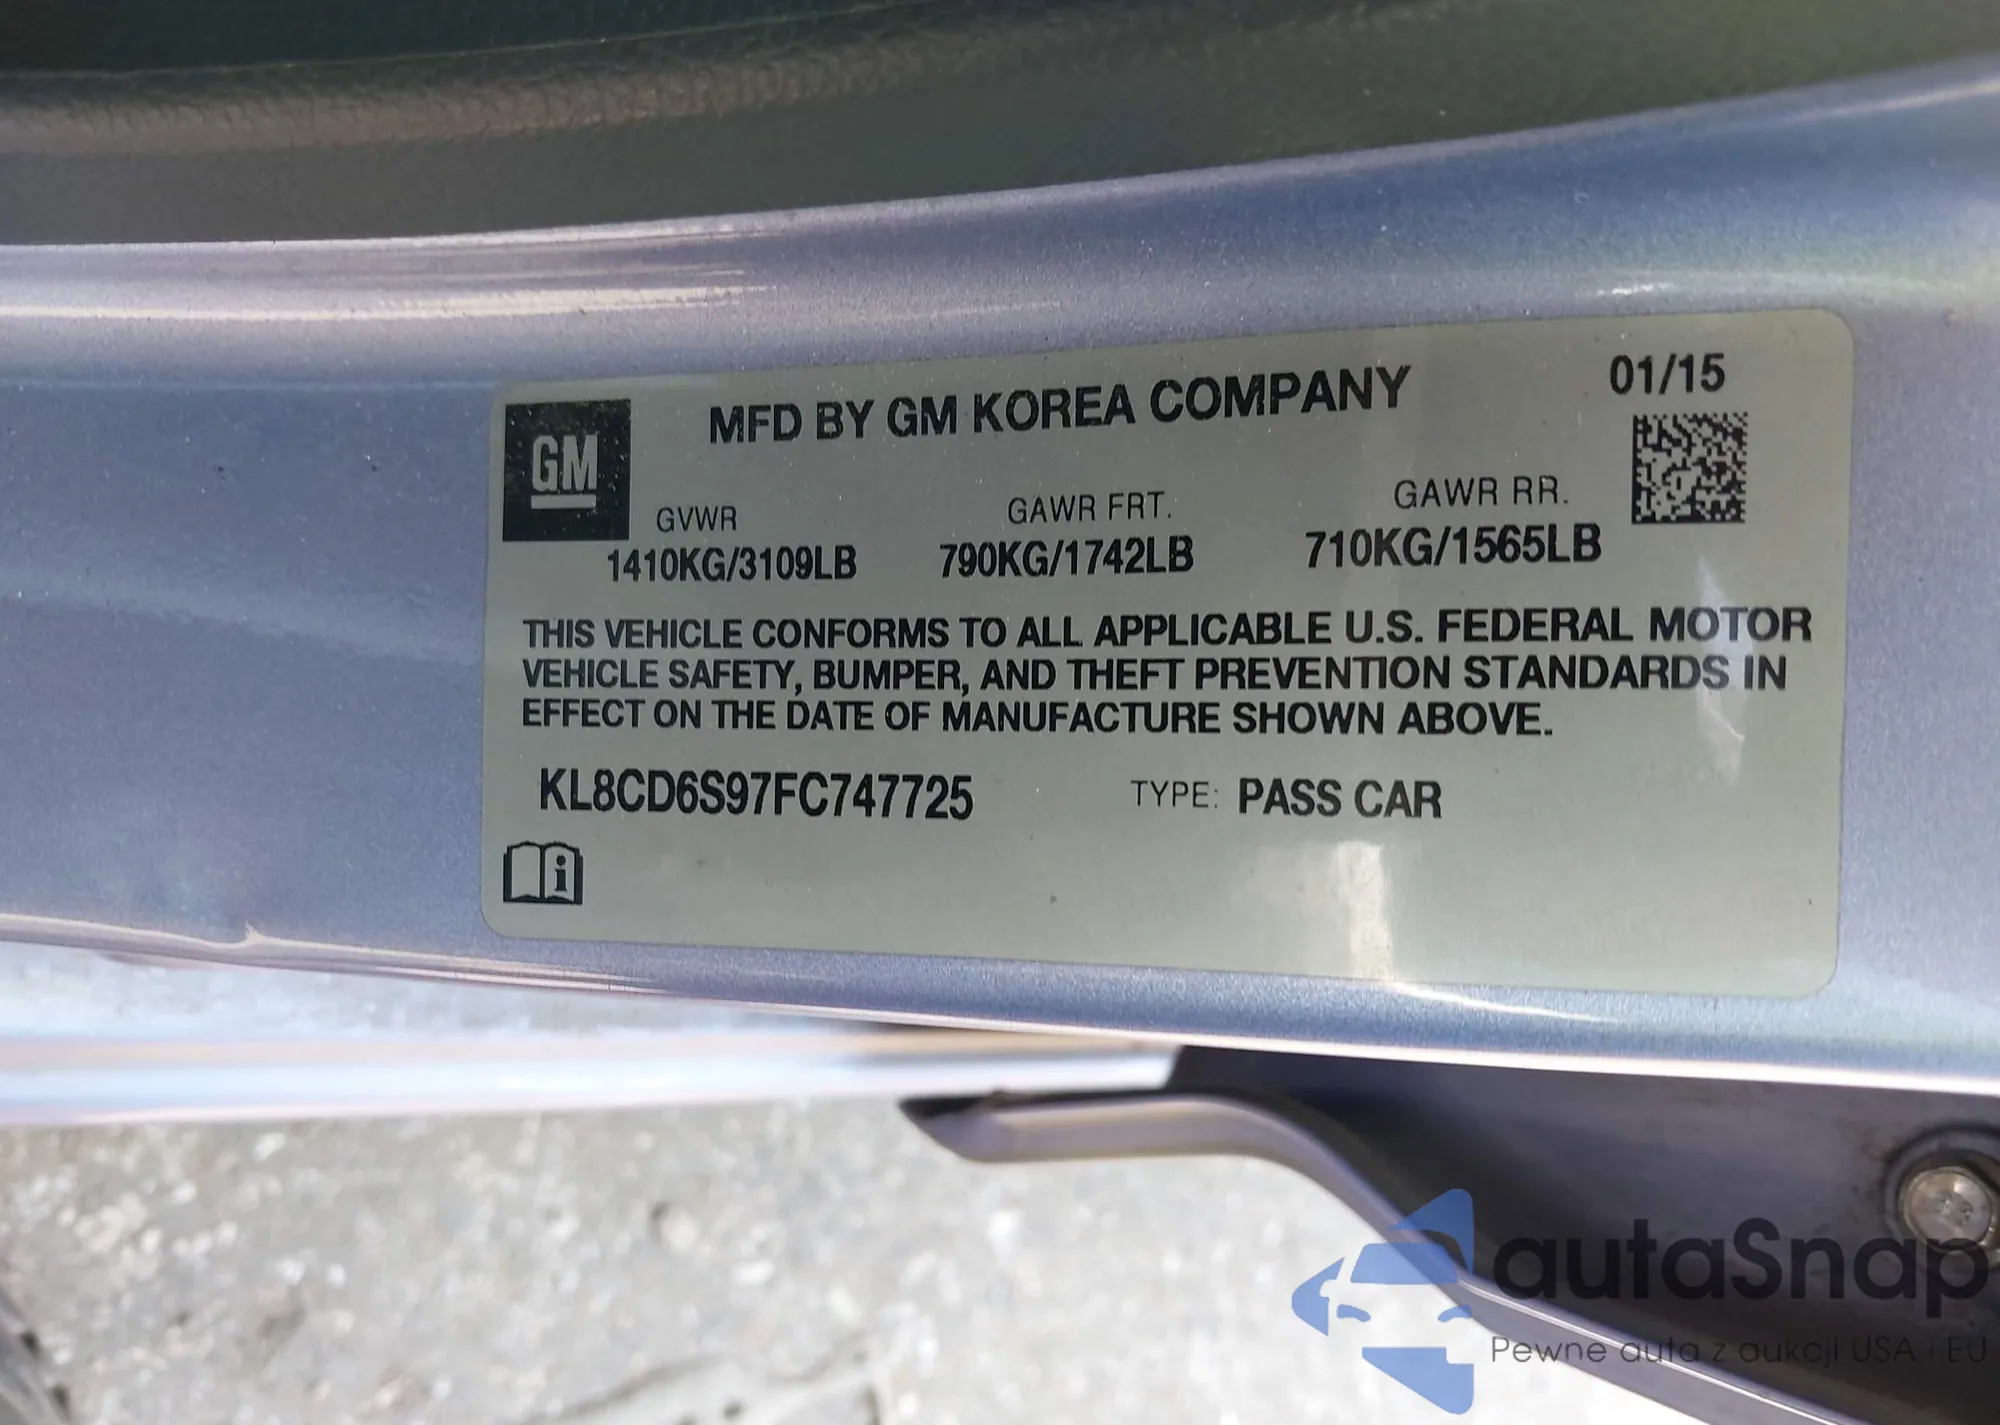 MFD BY GM KOREA COMPANY 01/15
GM
GVWR GAWR FRT. GAWR RR.
1410KG/3109LB 790KG/1742LB 710KG/1565LB
THIS VEHICLE CONFORMS TO ALL APPLICABLE U.S. FEDERAL MOTOR
VEHICLE SAFETY, BUMPER, AND THEFT PREVENTION STANDARDS IN
EFFECT ON THE DATE OF MANUFACTURE SHOWN ABOVE.
KL8CD6S97FC747725 TYPE: PASS CAR
i
autaSnap
Pewne auta z aukcji USA i EU